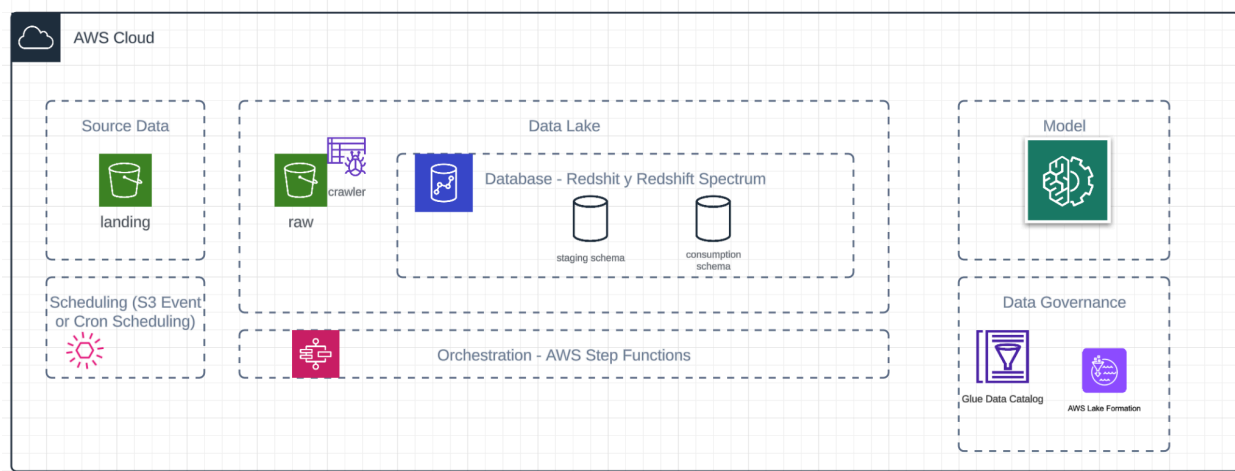 AWS Cloud
Source Data
landing
Scheduling (S3 Event
or Cron Scheduling)
Data Lake
crawler
raw
Database - Redshit y Redshift Spectrum
staging schema
consumption
schema
Orchestration - AWS Step Functions
Model
Data Governance
Glue Data Catalog
AWS Lake Formation